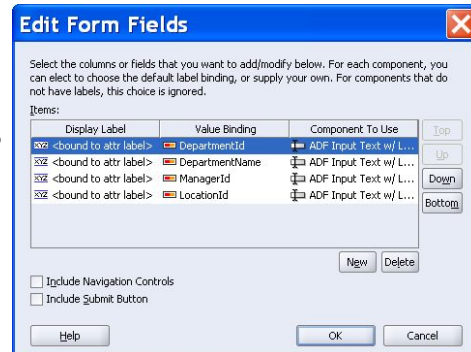 Edit Form Fields
Select the columns or fields that you want to add/modify below. For each component, you
can elect to choose the default label binding, or supply your own. For components that do
not have labels, this choice is ignored.
Items:
Display Label Value Binding Component To Use
XYZ <bound to attr label> DepartmentId ADF Input Text w/ L...
XYZ <bound to attr label> DepartmentName ADF Input Text w/ L...
XYZ <bound to attr label> ManagerId ADF Input Text w/ L...
XYZ <bound to attr label> LocationId ADF Input Text w/ L...
Top
Up
Down
Bottom
New Delete
Include Navigation Controls
Include Submit Button
Help OK Cancel